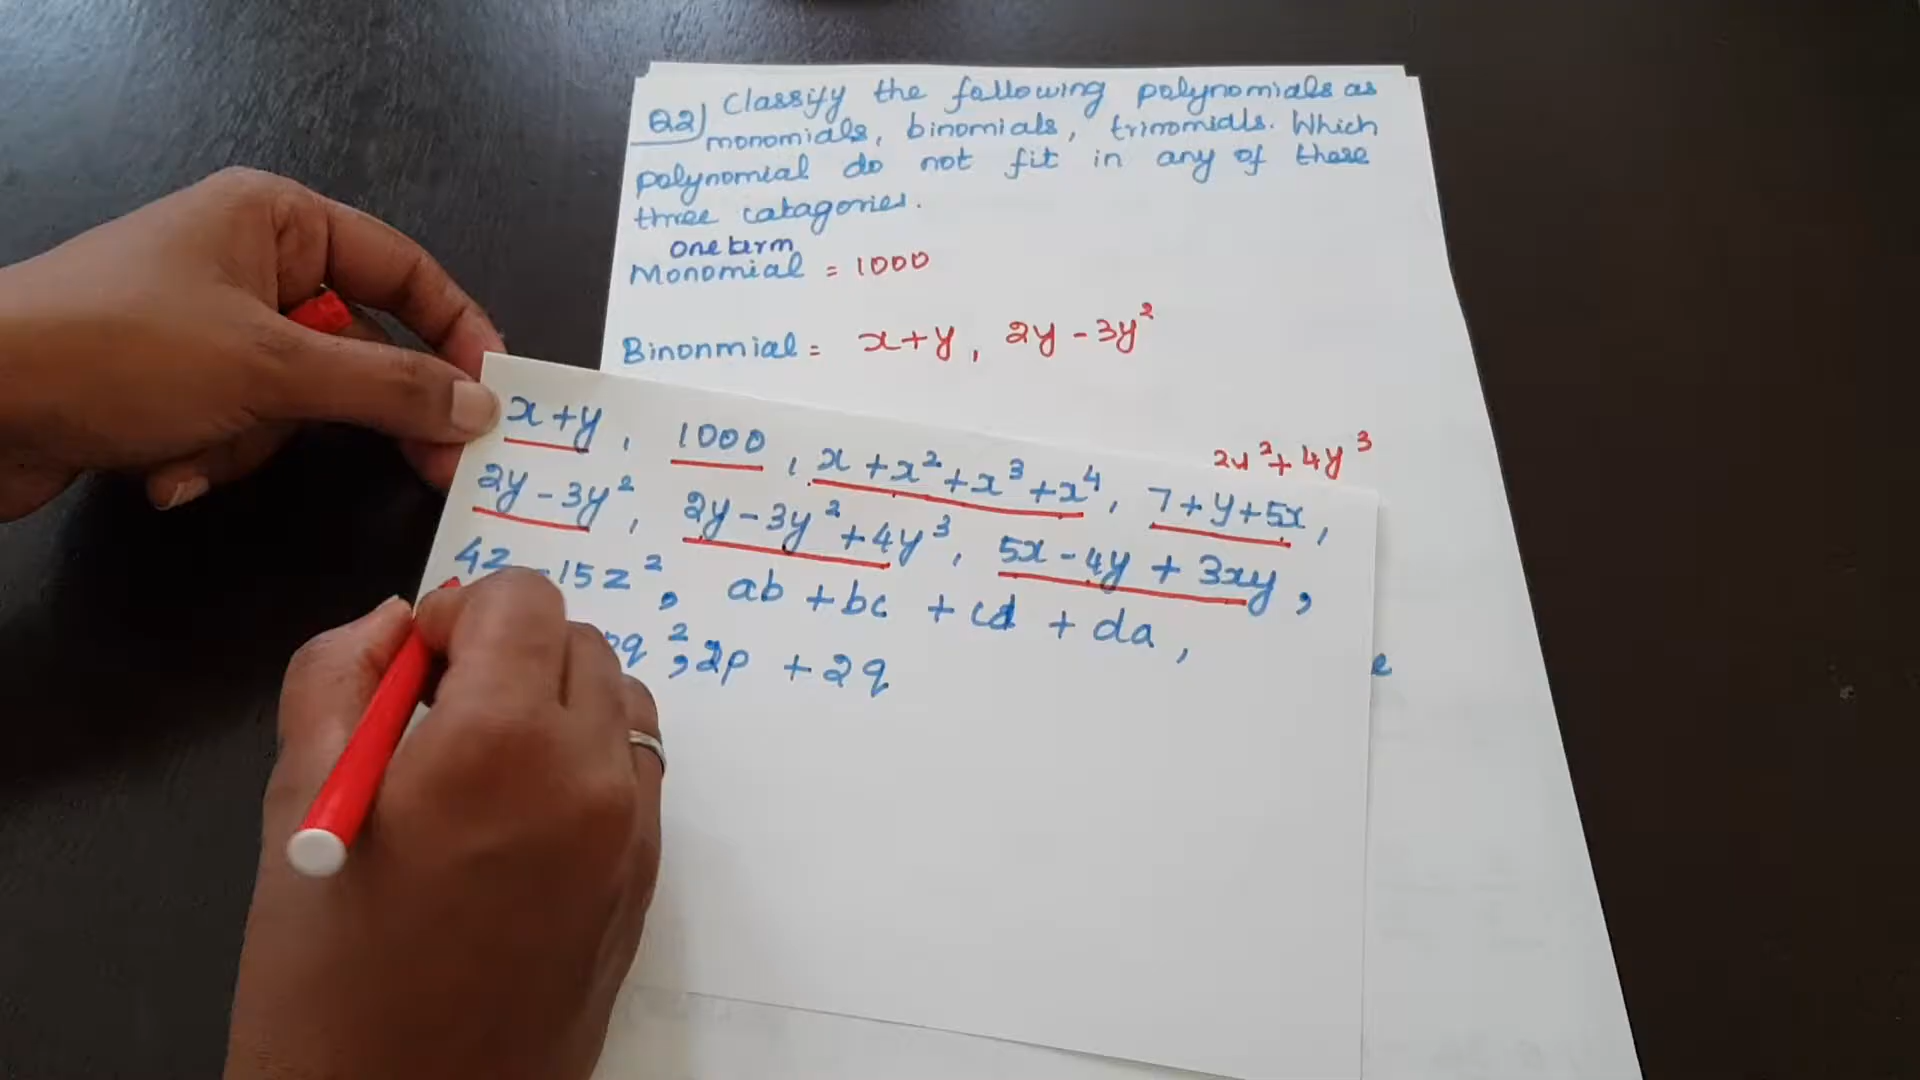 Q2) Classify the following polynomials as
monomials, binomials, trinomials. Which
polynomial do not fit in any of these
three catagories.
One term
Monomial = 1000
Binonmial = x+y, 2y-3y²
+4y³
x+y, 1000, x+x²+x³+x⁴, 7+y+5x,
2y-3y², 2y-3y²+4y³, 5x-4y+3xy,
4z-15z², ab+bc+cd+da,
pq², 2p+2q